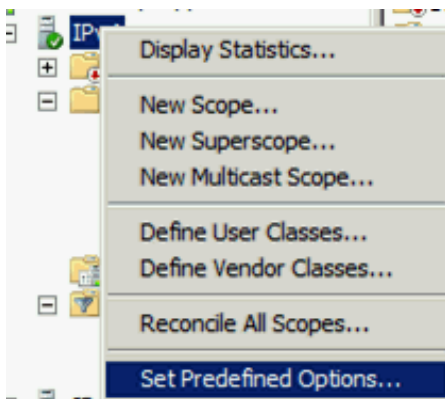 Display Statistics...
New Scope...
New Superscope...
New Multicast Scope...
Define User Classes...
Define Vendor Classes...
Reconcile All Scopes...
Set Predefined Options...